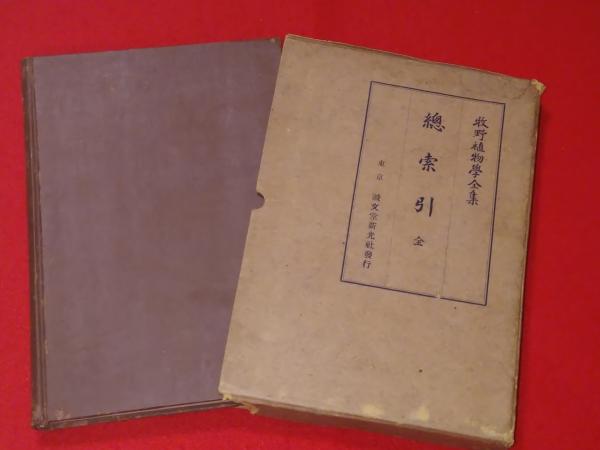 牧野植物學全集
總索引 全
東京 誠文堂新光社發行